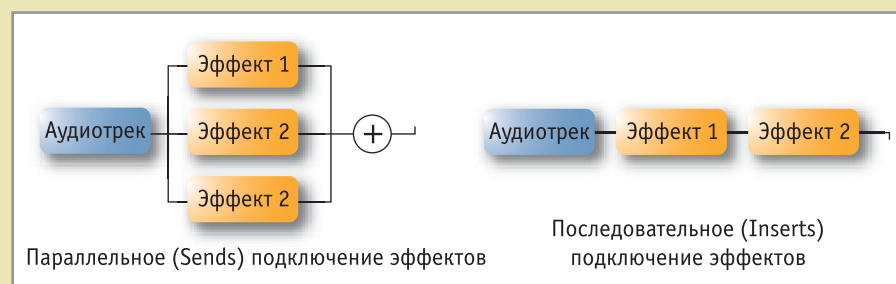 Эффект 1
Аудиотрек
Эффект 2
+
Эффект 2
Параллельное (Sends) подключение эффектов
Аудиотрек
Эффект 1
Эффект 2
Последовательное (Inserts)
подключение эффектов